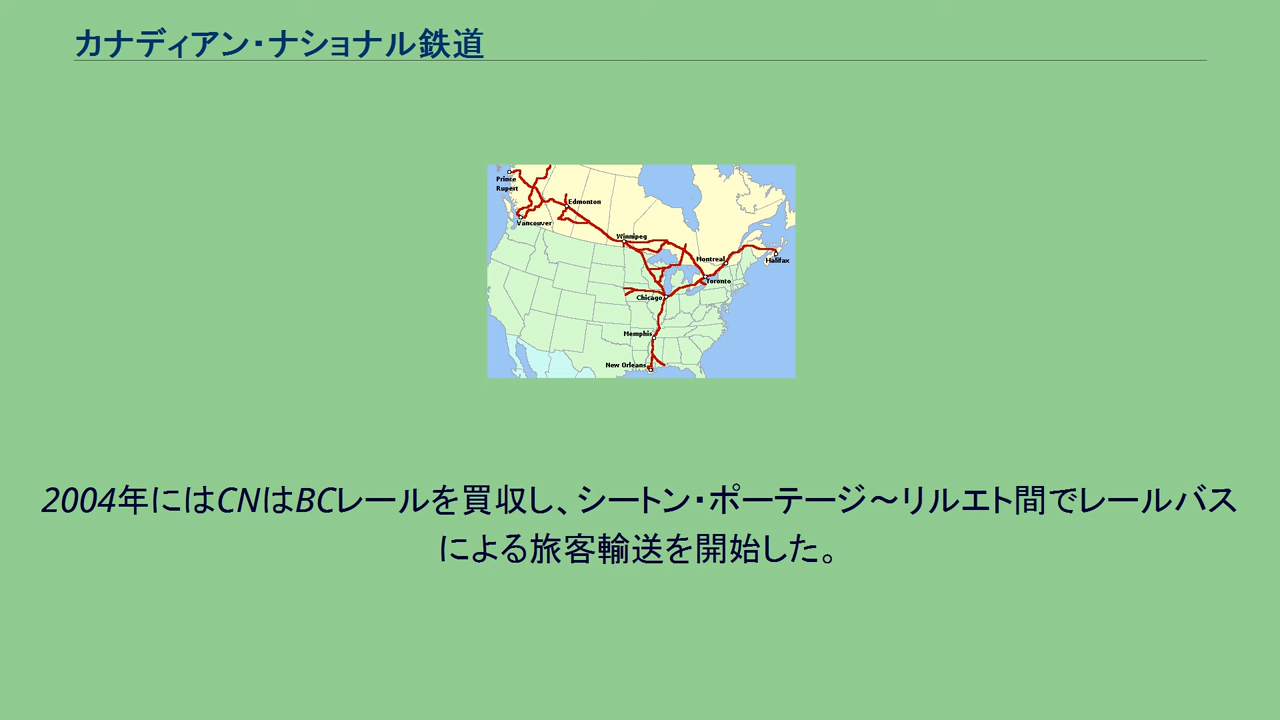 カナディアン・ナショナル鉄道
Prince
Rupert
Edmonton
Vancouver
Winnipeg
Montreal
Halifax
Toronto
Chicago
Memphis
New Orleans
2004年にはCNはBCレールを買収し、シートン・ポーテージ～リルエト間でレールバス
による旅客輸送を開始した。